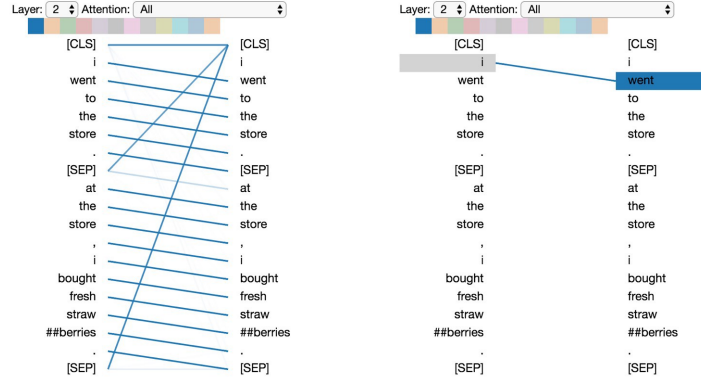 Layer: 2 Attention: All
[CLS] [CLS]
i i
went went
to to
the the
store store
. .
[SEP] [SEP]
at at
the the
store store
, ,
i i
bought bought
fresh fresh
straw straw
##berries ##berries
. .
[SEP] [SEP]
Layer: 2 Attention: All
[CLS] [CLS]
i i
went went
to to
the the
store store
. .
[SEP] [SEP]
at at
the the
store store
, ,
i i
bought bought
fresh fresh
straw straw
##berries ##berries
. .
[SEP] [SEP]